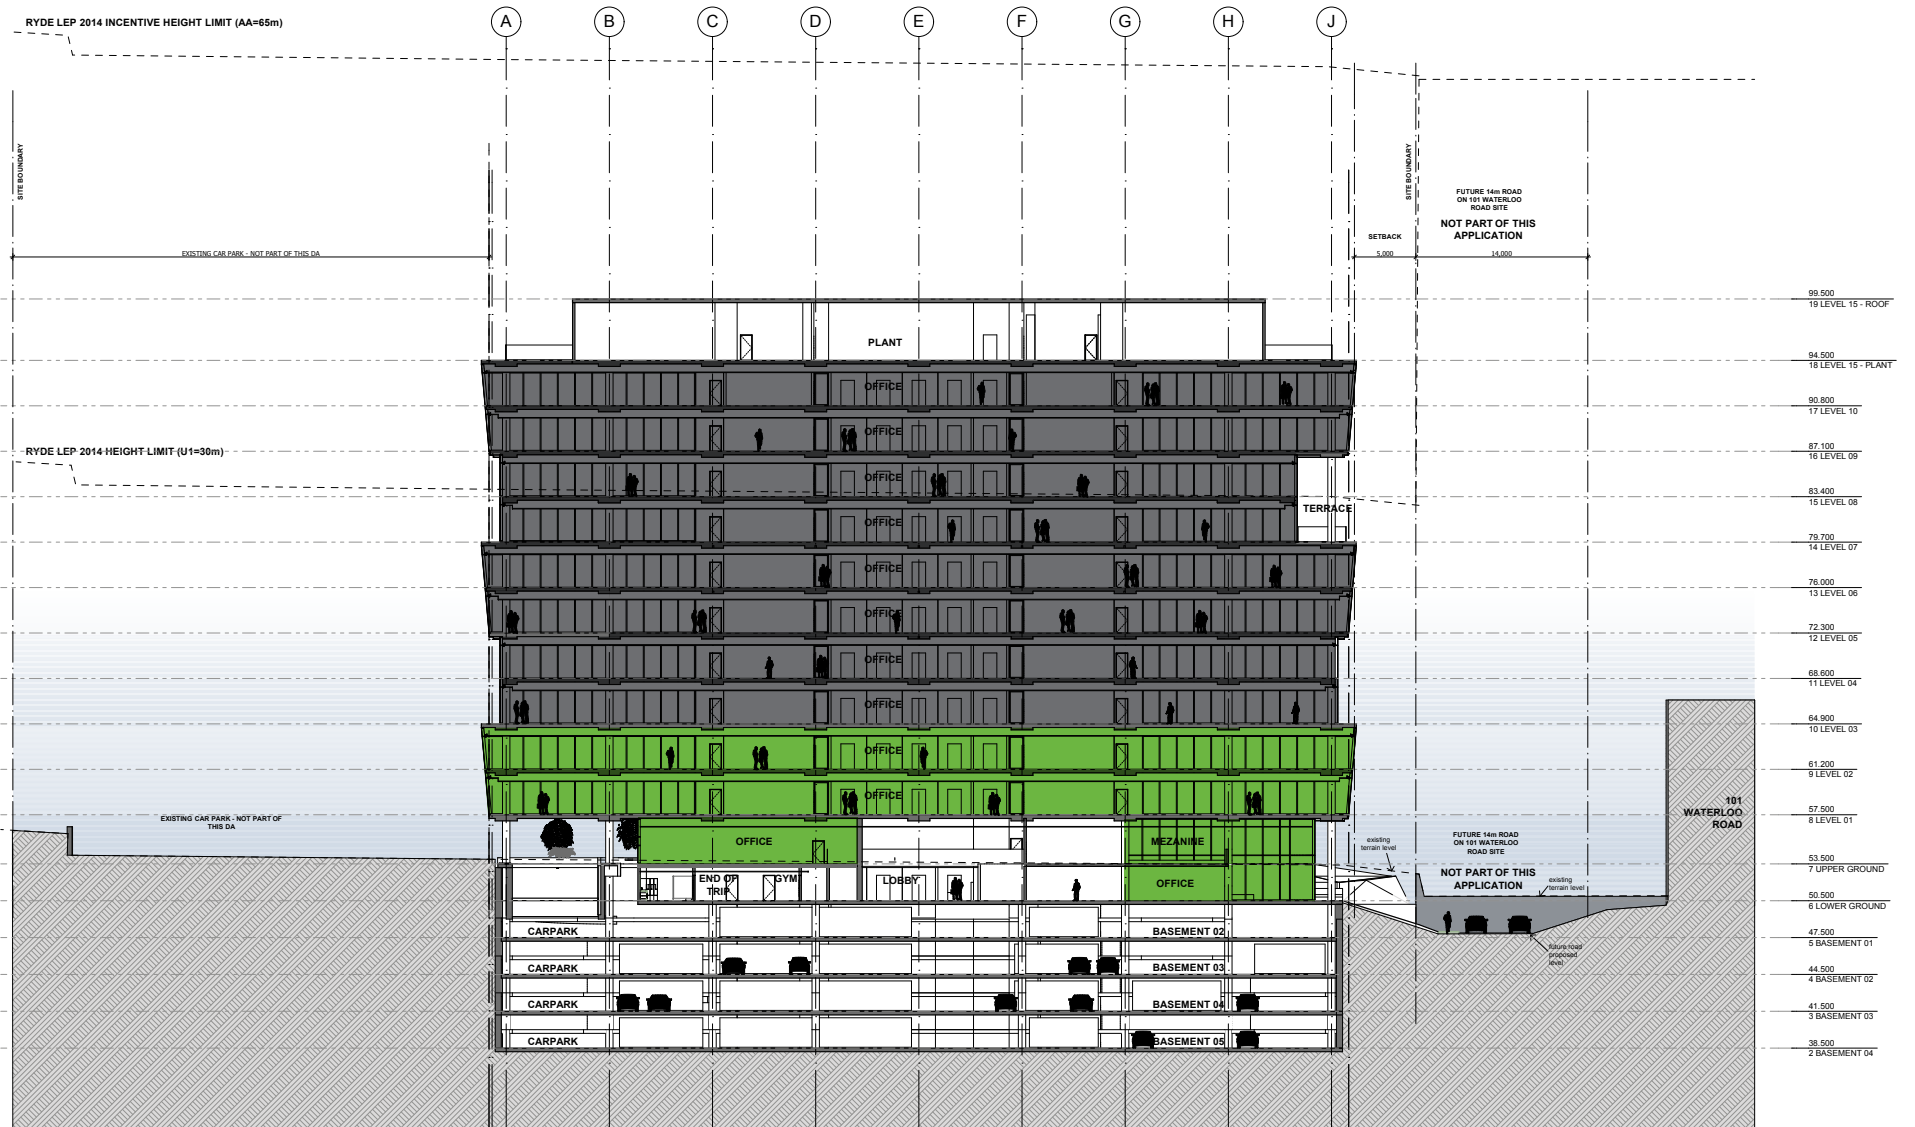 RYDE LEP 2014 INCENTIVE HEIGHT LIMIT (AA=65m)
A
B
C
D
E
F
G
H
J
SITE BOUNDARY
SITE BOUNDARY
FUTURE 14m ROAD
ON 101 WATERLOO
ROAD SITE
NOT PART OF THIS
APPLICATION
SETBACK
5,000
14,000
EXISTING CAR PARK - NOT PART OF THIS DA
99.500
19 LEVEL 15 - ROOF
PLANT
94.500
18 LEVEL 15 - PLANT
OFFICE
90.800
17 LEVEL 10
OFFICE
87.100
16 LEVEL 09
RYDE LEP 2014 HEIGHT LIMIT (U1=30m)
OFFICE
83.400
15 LEVEL 08
TERRACE
OFFICE
79.700
14 LEVEL 07
OFFICE
76.000
13 LEVEL 06
OFFICE
72.300
12 LEVEL 05
OFFICE
68.600
11 LEVEL 04
OFFICE
64.900
10 LEVEL 03
OFFICE
61.200
9 LEVEL 02
OFFICE
57.500
8 LEVEL 01
101
WATERLOO
ROAD
EXISTING CAR PARK - NOT PART OF
THIS DA
OFFICE
MEZANINE
existing
terrain level
FUTURE 14m ROAD
ON 101 WATERLOO
ROAD SITE
NOT PART OF THIS
APPLICATION
53.500
7 UPPER GROUND
END OF
TRIP
GYM
LOBBY
OFFICE
existing
terrain level
50.500
6 LOWER GROUND
CARPARK
BASEMENT 02
47.500
5 BASEMENT 01
future road
proposed
level
CARPARK
BASEMENT 03
44.500
4 BASEMENT 02
CARPARK
BASEMENT 04
41.500
3 BASEMENT 03
CARPARK
BASEMENT 05
38.500
2 BASEMENT 04